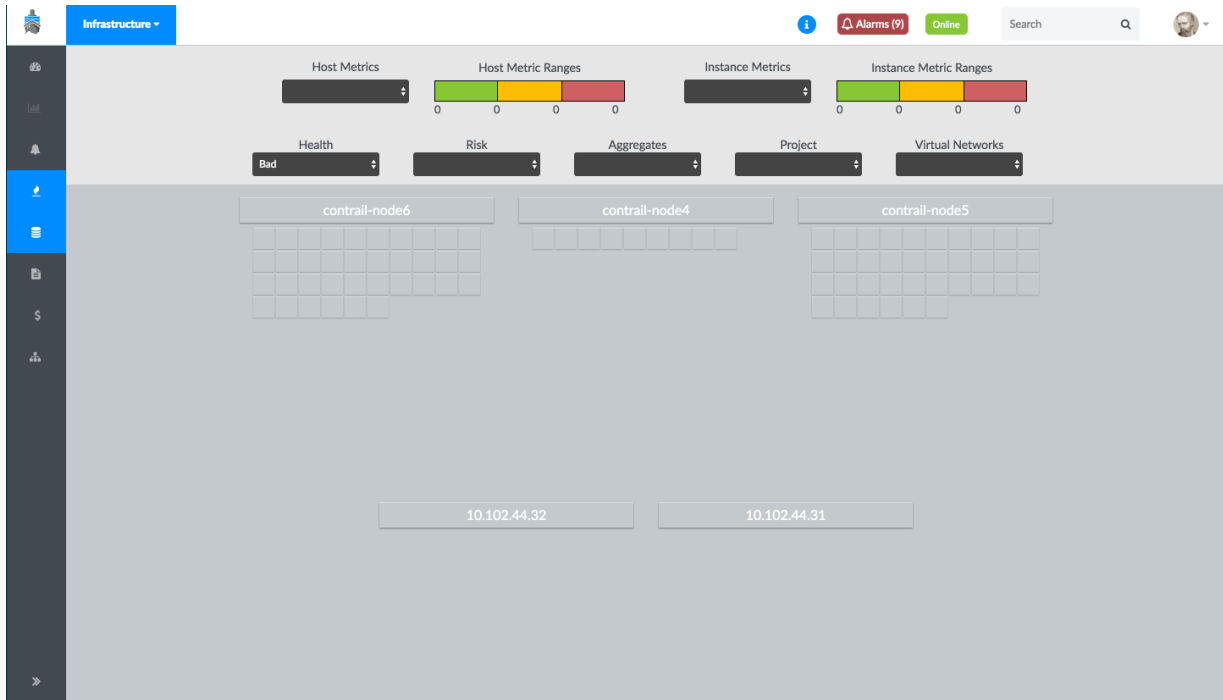 Infrastructure
Alarms (9)
Online
Search
Host Metrics
Host Metric Ranges
Instance Metrics
Instance Metric Ranges
0 0 0 0
0 0 0 0
Health
Risk
Aggregates
Project
Virtual Networks
Bad
contrail-node6
contrail-node4
contrail-node5
10.102.44.32
10.102.44.31